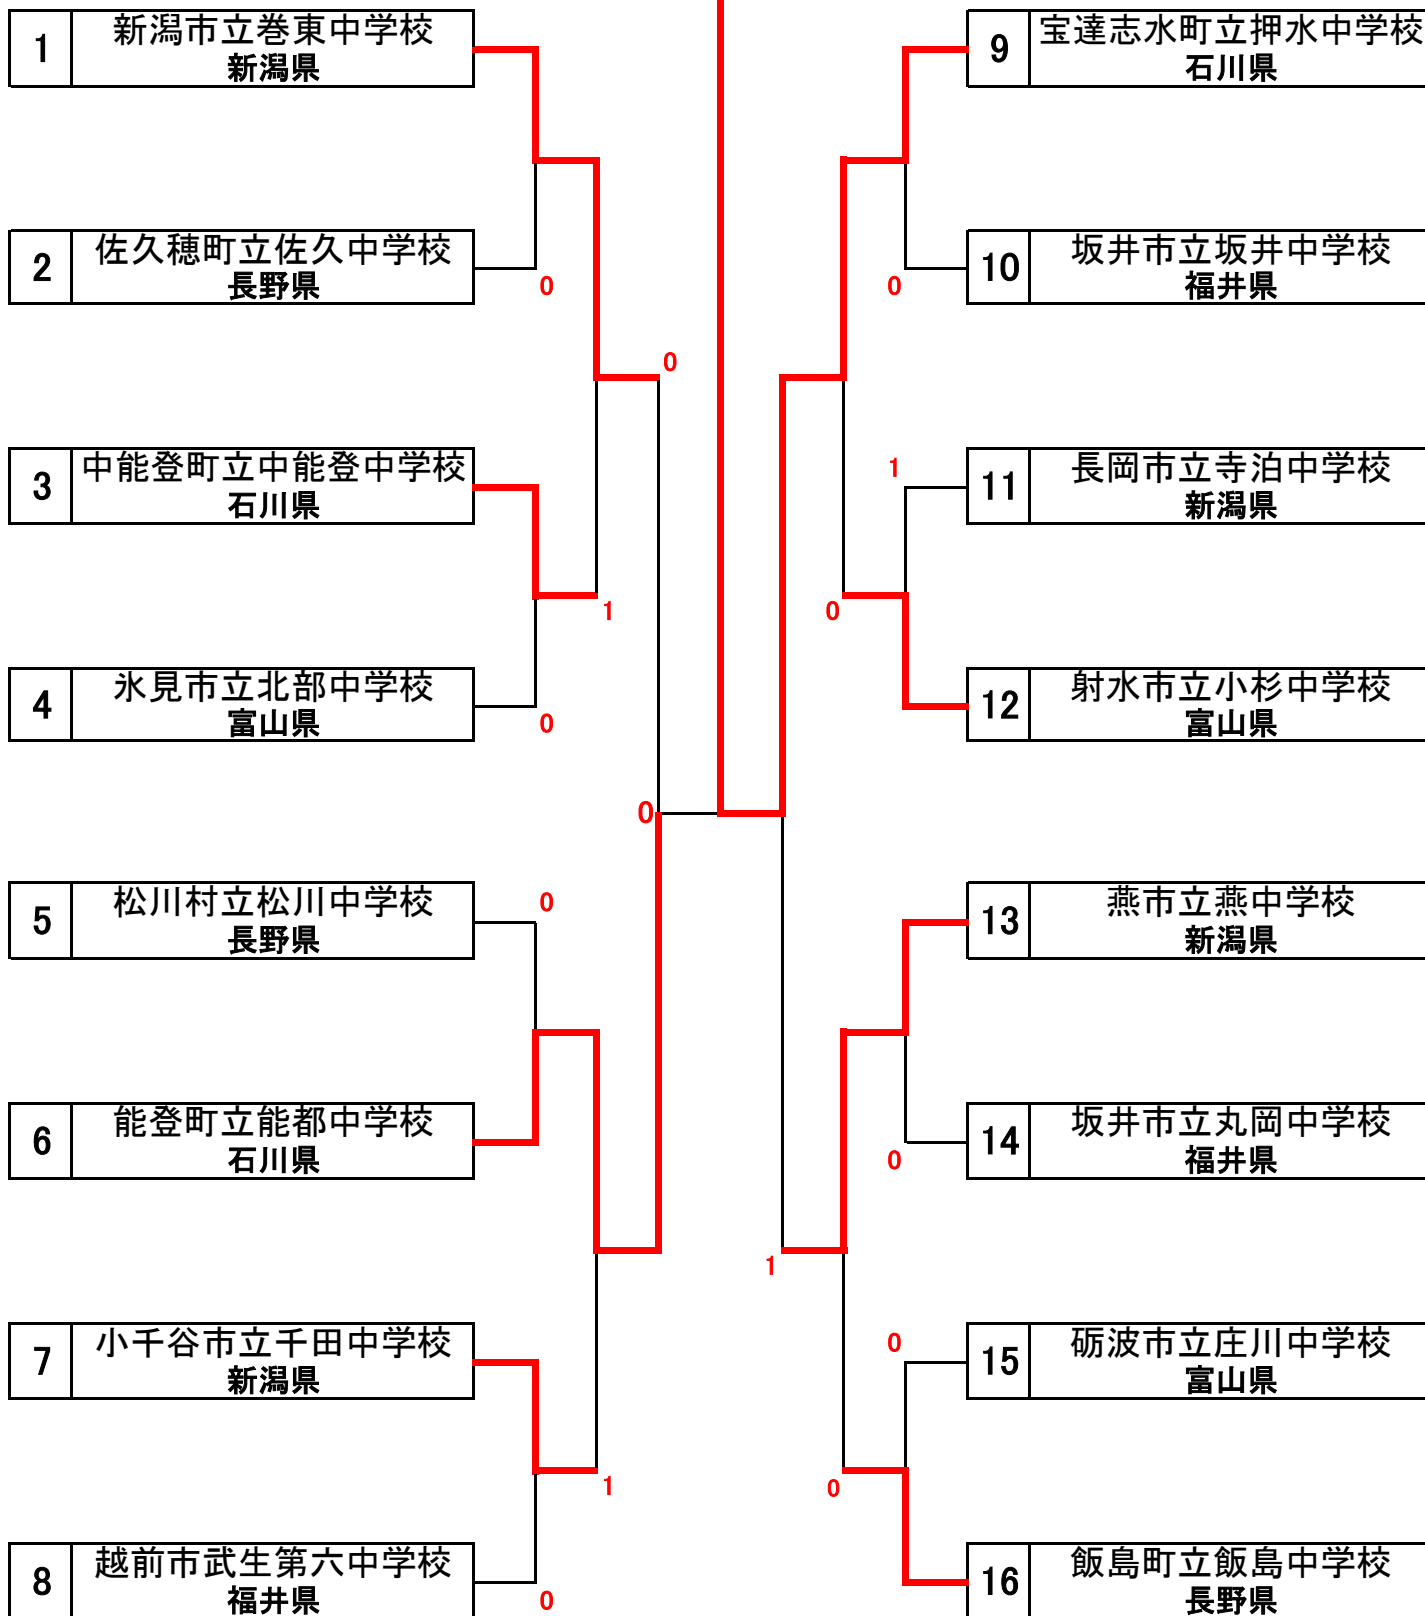 1
新潟市立巻東中学校
新潟県
2
佐久穂町立佐久中学校
長野県
0
0
3
中能登町立中能登中学校
石川県
1
4
氷見市立北部中学校
富山県
0
0
5
松川村立松川中学校
長野県
0
6
能登町立能都中学校
石川県
7
小千谷市立千田中学校
新潟県
1
8
越前市武生第六中学校
福井県
0
9
宝達志水町立押水中学校
石川県
10
坂井市立坂井中学校
福井県
0
11
長岡市立寺泊中学校
新潟県
1
0
12
射水市立小杉中学校
富山県
13
燕市立燕中学校
新潟県
14
坂井市立丸岡中学校
福井県
0
1
15
砺波市立庄川中学校
富山県
0
0
16
飯島町立飯島中学校
長野県